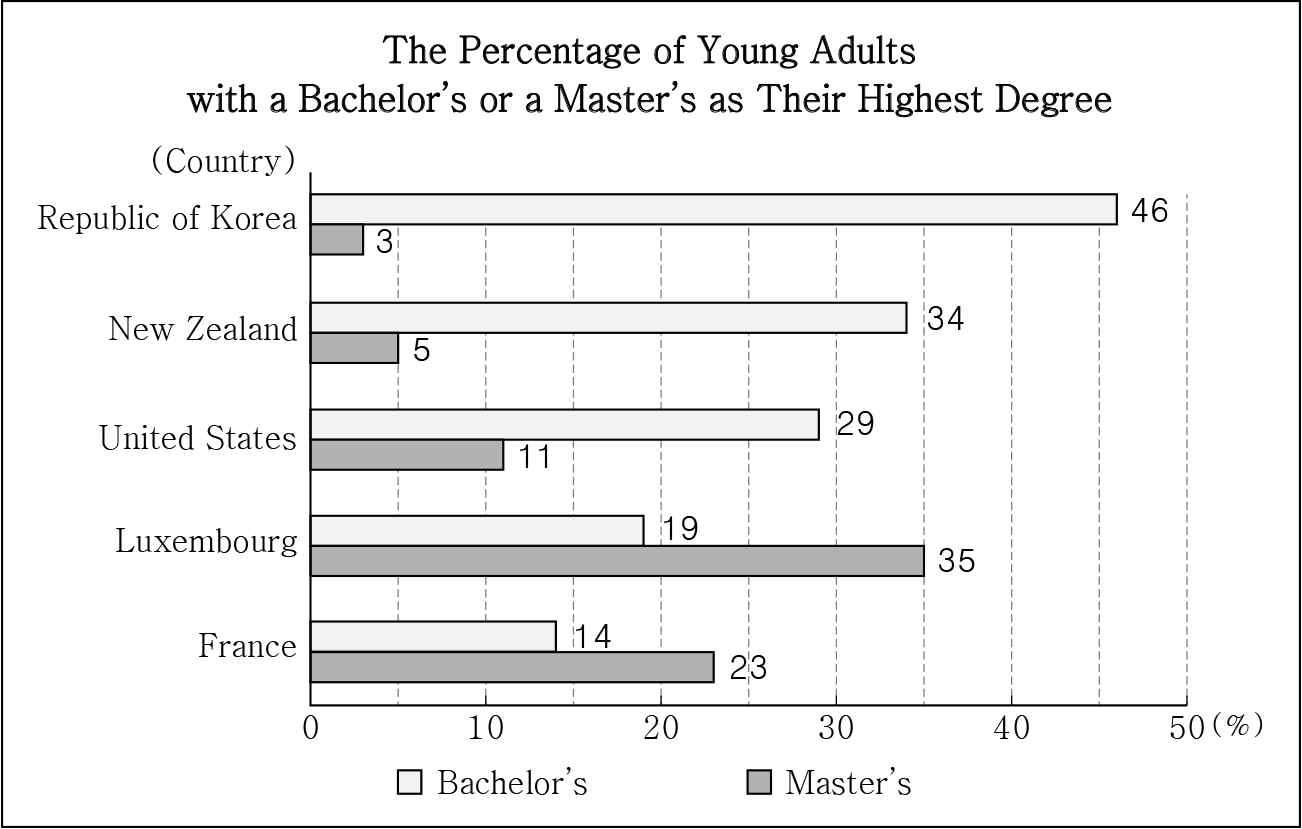 The Percentage of Young Adults
with a Bachelor's or a Master's as Their Highest Degree
(Country)
Republic of Korea
46
3
New Zealand
34
5
United States
29
11
Luxembourg
19
35
France
14
23
0 10 20 30 40 50 (%)
Bachelor's Master's